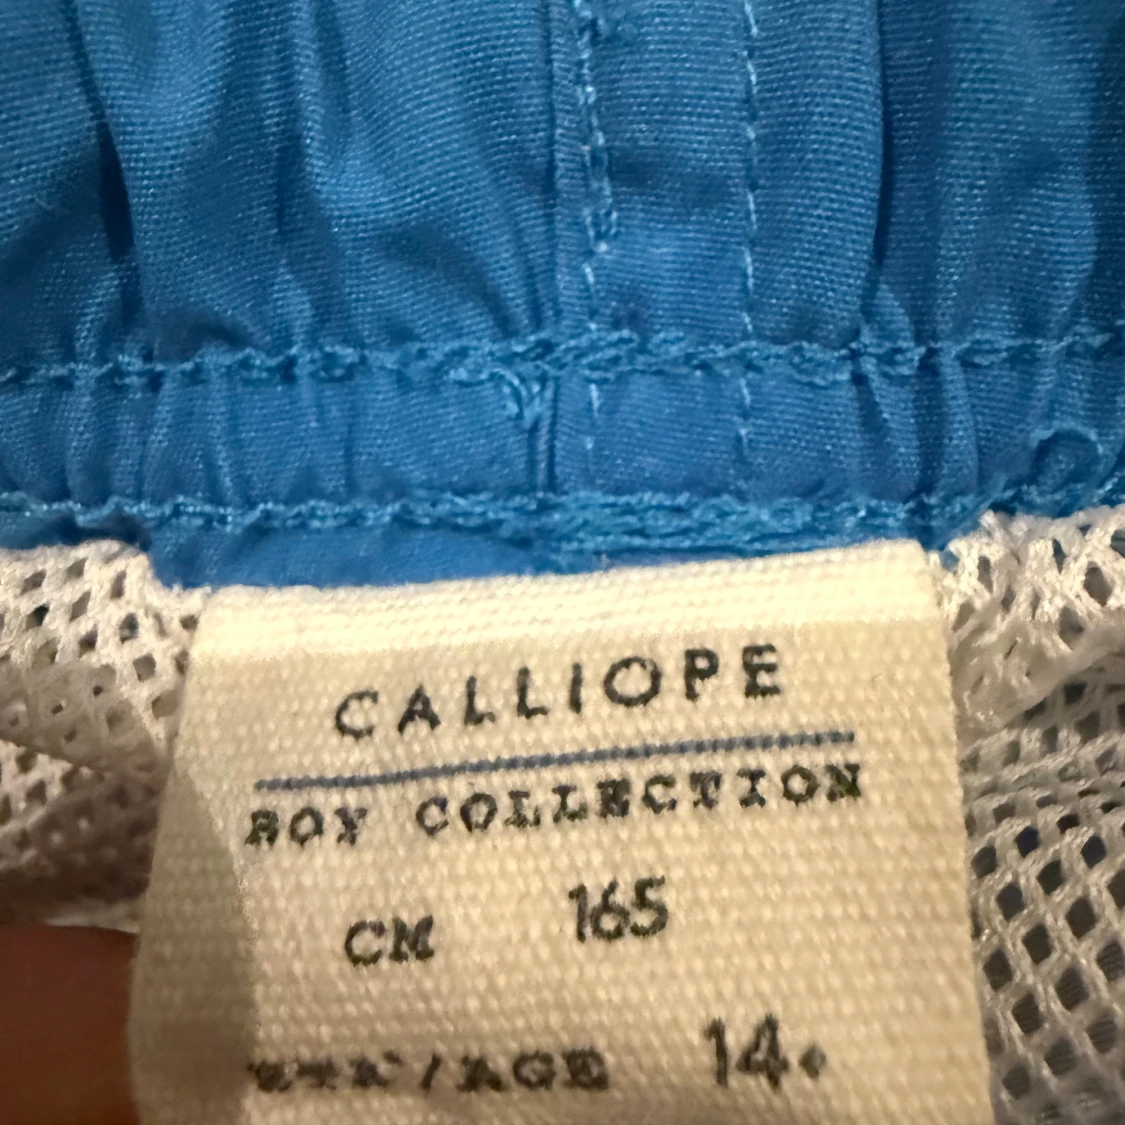 CALLIOPE
BOY COLLECTION
CM 165
/AGE 14+